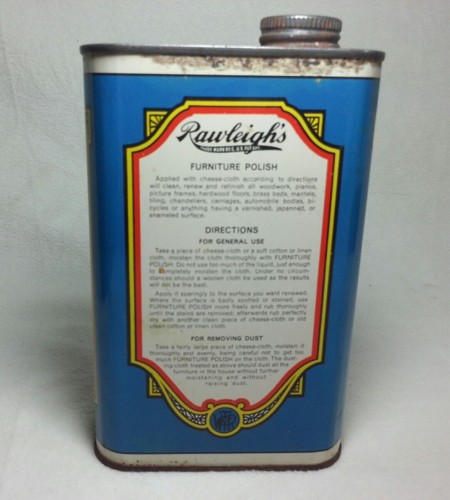 Rawleigh's
TRADE MARK REG. U.S. PAT. OFF.
FURNITURE POLISH
Applied with cheese-cloth according to directions
will clean, renew and refinish all woodwork, pianos,
picture frames, hardwood floors, brass beds, mantels,
tiling, chandeliers, carriages, automobile bodies, bi-
cycles or anything having a varnished, japanned, or
enameled surface.
DIRECTIONS
FOR GENERAL USE
Take a piece of cheese-cloth or a soft cotton or linen
cloth, moisten the cloth thoroughly with FURNITURE
POLISH. Do not use too much of the liquid, just enough
to completely moisten the cloth. Under no circum-
stances should a woolen cloth be used as the results
will not be the best.
Apply it sparingly to the surface you want renewed.
Where the surface is badly spotted or stained, use
FURNITURE POLISH more freely and rub thoroughly
until the stains are removed; afterwards rub perfectly
dry with another clean piece of cheese-cloth or old
clean cotton or linen cloth.
FOR REMOVING DUST
Take a fairly large piece of cheese-cloth, moisten it
thoroughly and evenly, being careful not to get too
much FURNITURE POLISH on the cloth. The dust-
ing-cloth treated as above should dust all the
furniture in the house without further
moistening and without
raising dust.